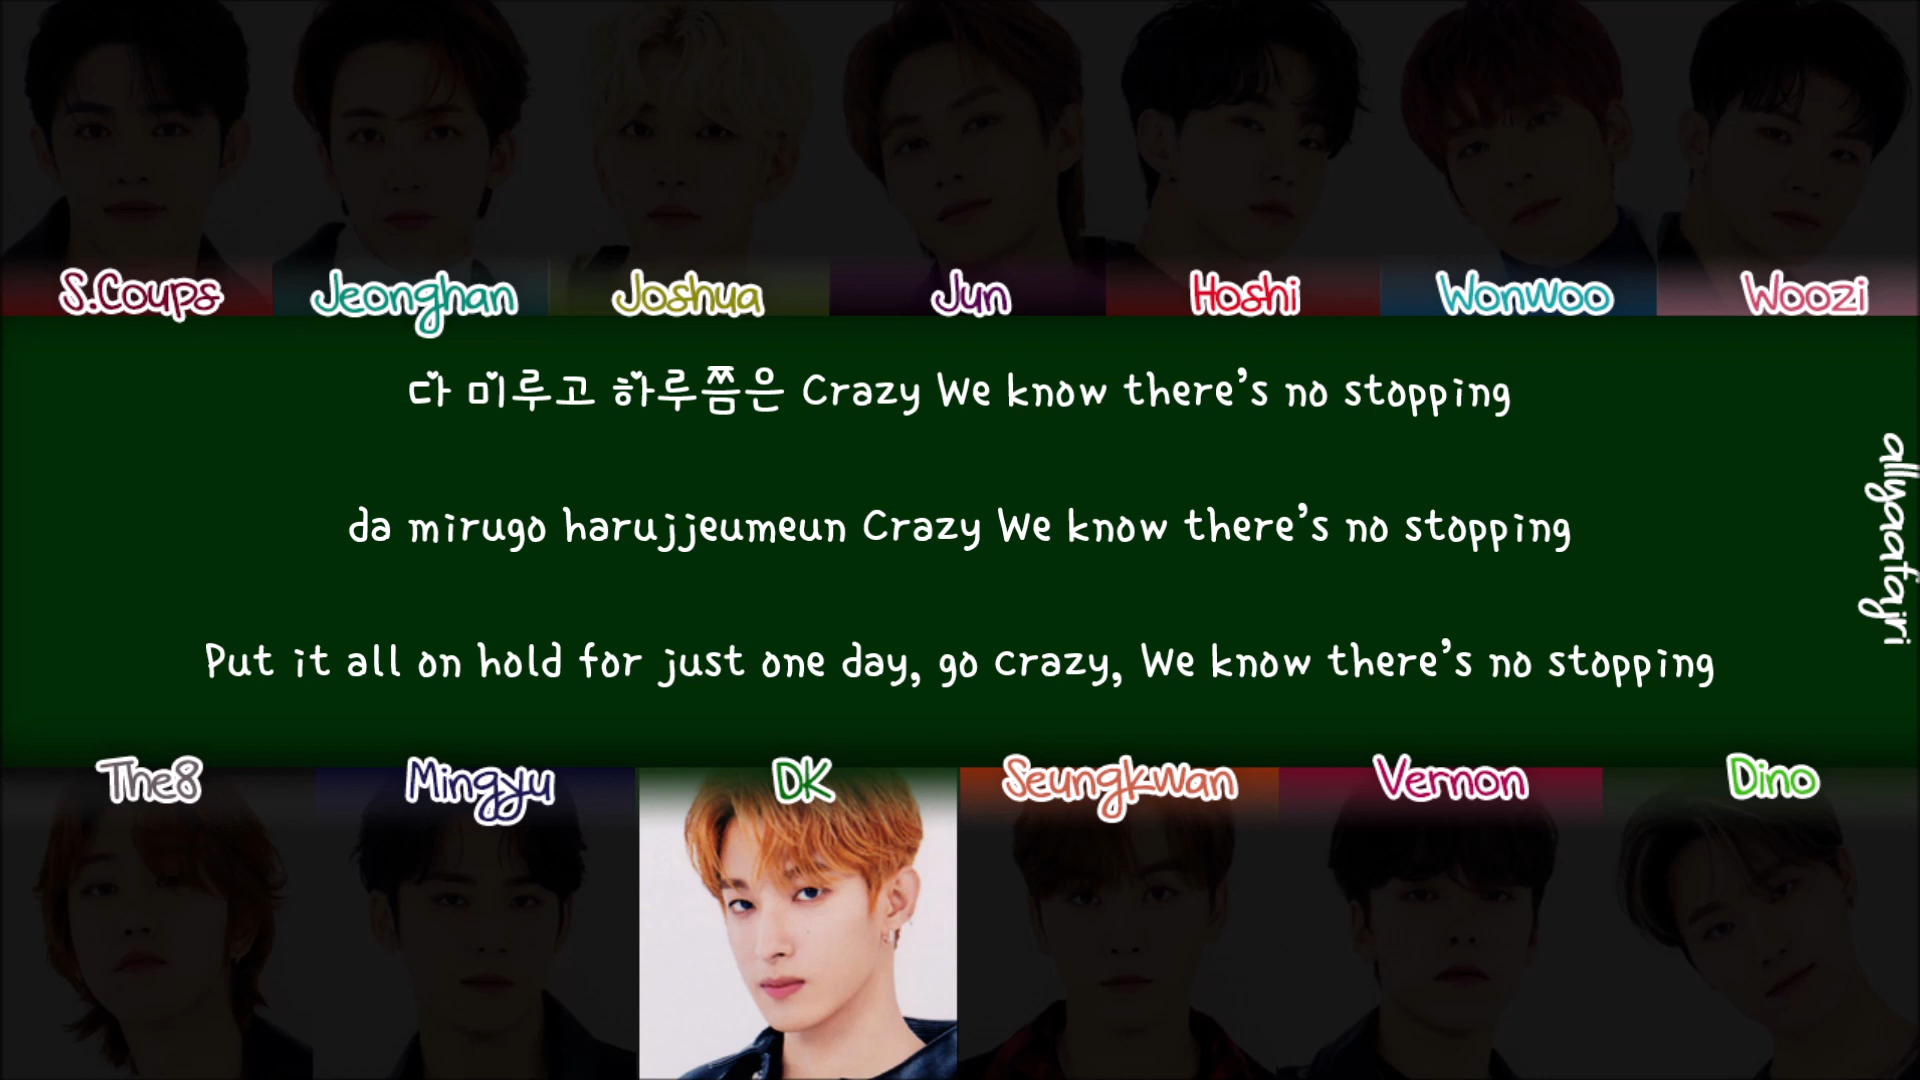 S.Coups Jeonghan Joshua Jun Hoshi Wonwoo Woozi
다 미루고 하루쯤은 Crazy We know there's no stopping
da mirugo harujjeumeun Crazy We know there's no stopping
Put it all on hold for just one day, go crazy, We know there's no stopping
allyaafajri
The8 Mingyu DK Seungkwan Vernon Dino